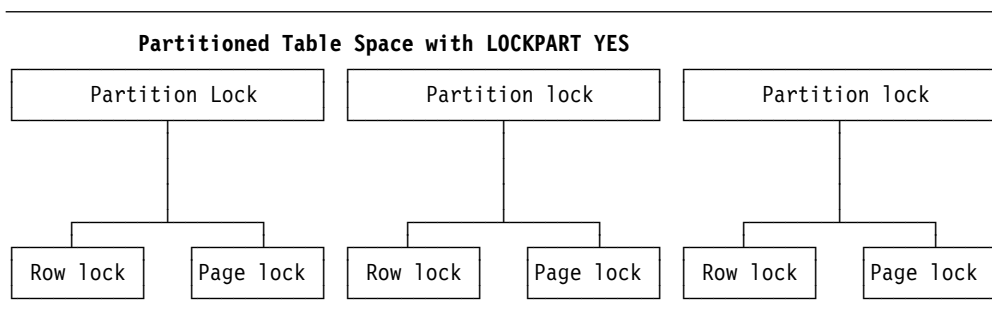 Partitioned Table Space with LOCKPART YES
Partition Lock Partition lock Partition lock
Row lock Page lock Row lock Page lock Row lock Page lock